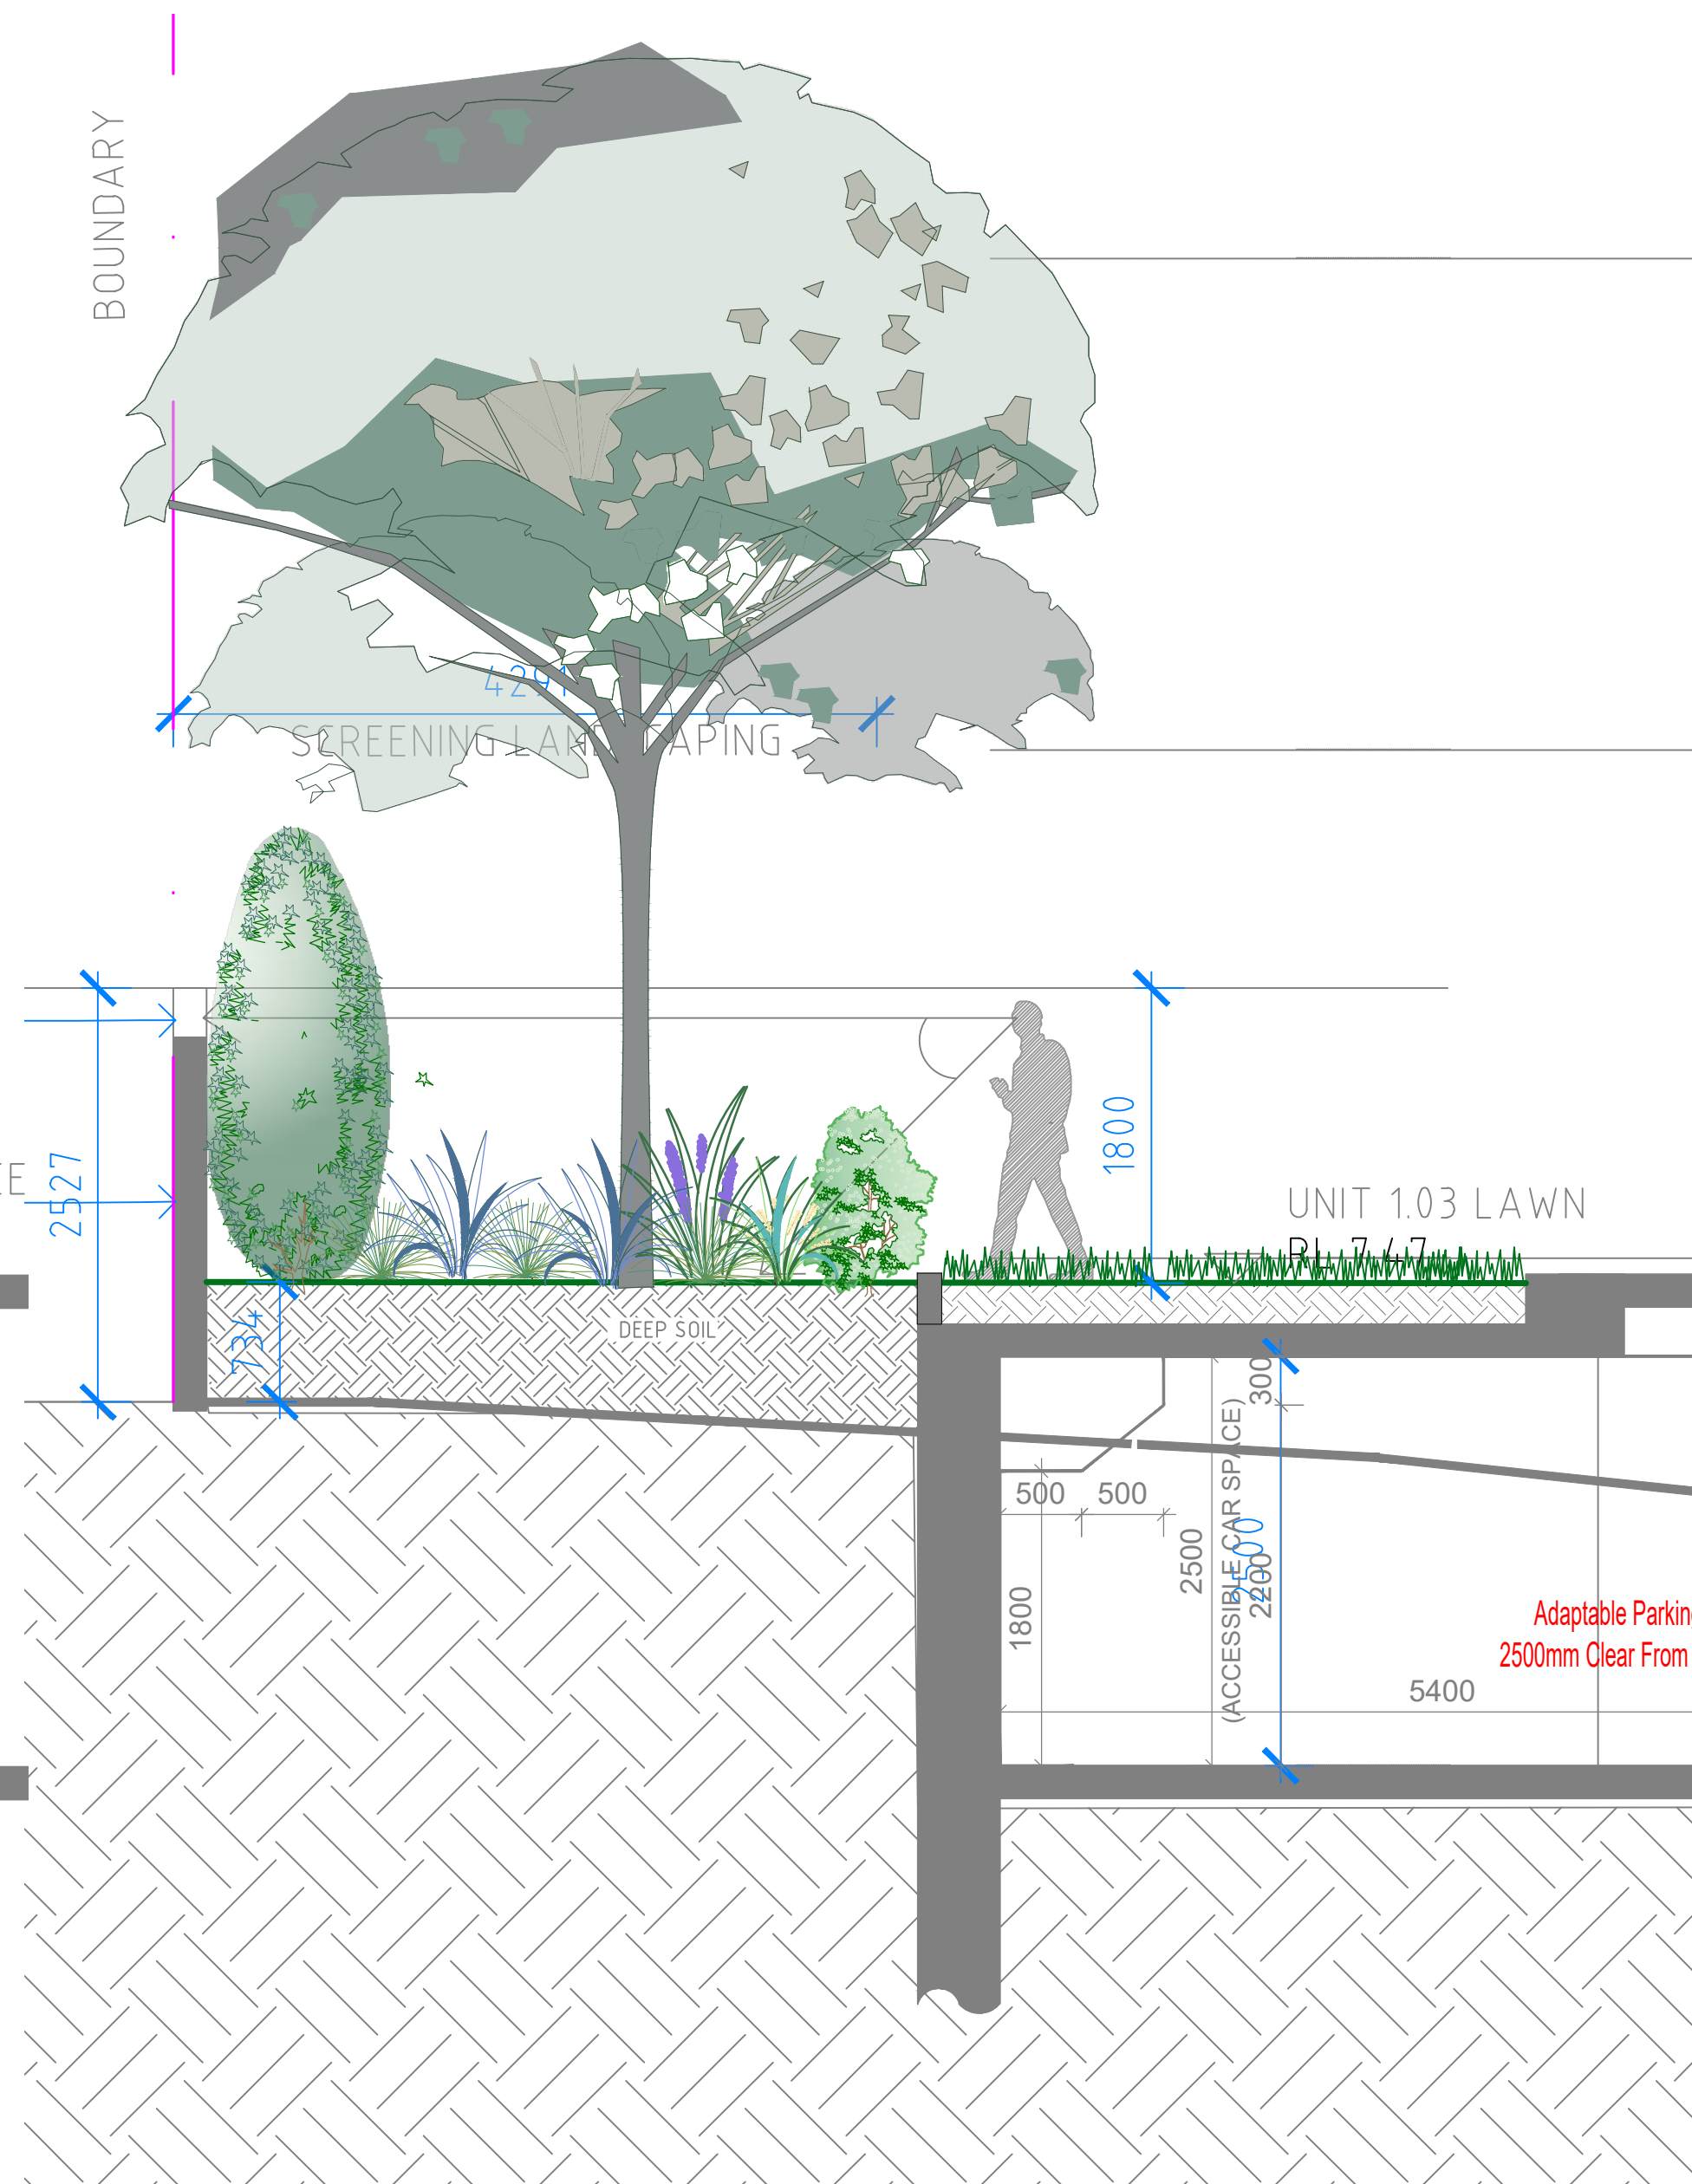 BOUNDARY
4291
SCREENING LANDSCAPING
2527
1800
UNIT 1.03 LAWN
RL 7.47
734
DEEP SOIL
300
500
500
2500
(ACCESSIBLE CAR SPACE)
2500
2200
1800
Adaptable Parkin
2500mm Clear From
5400